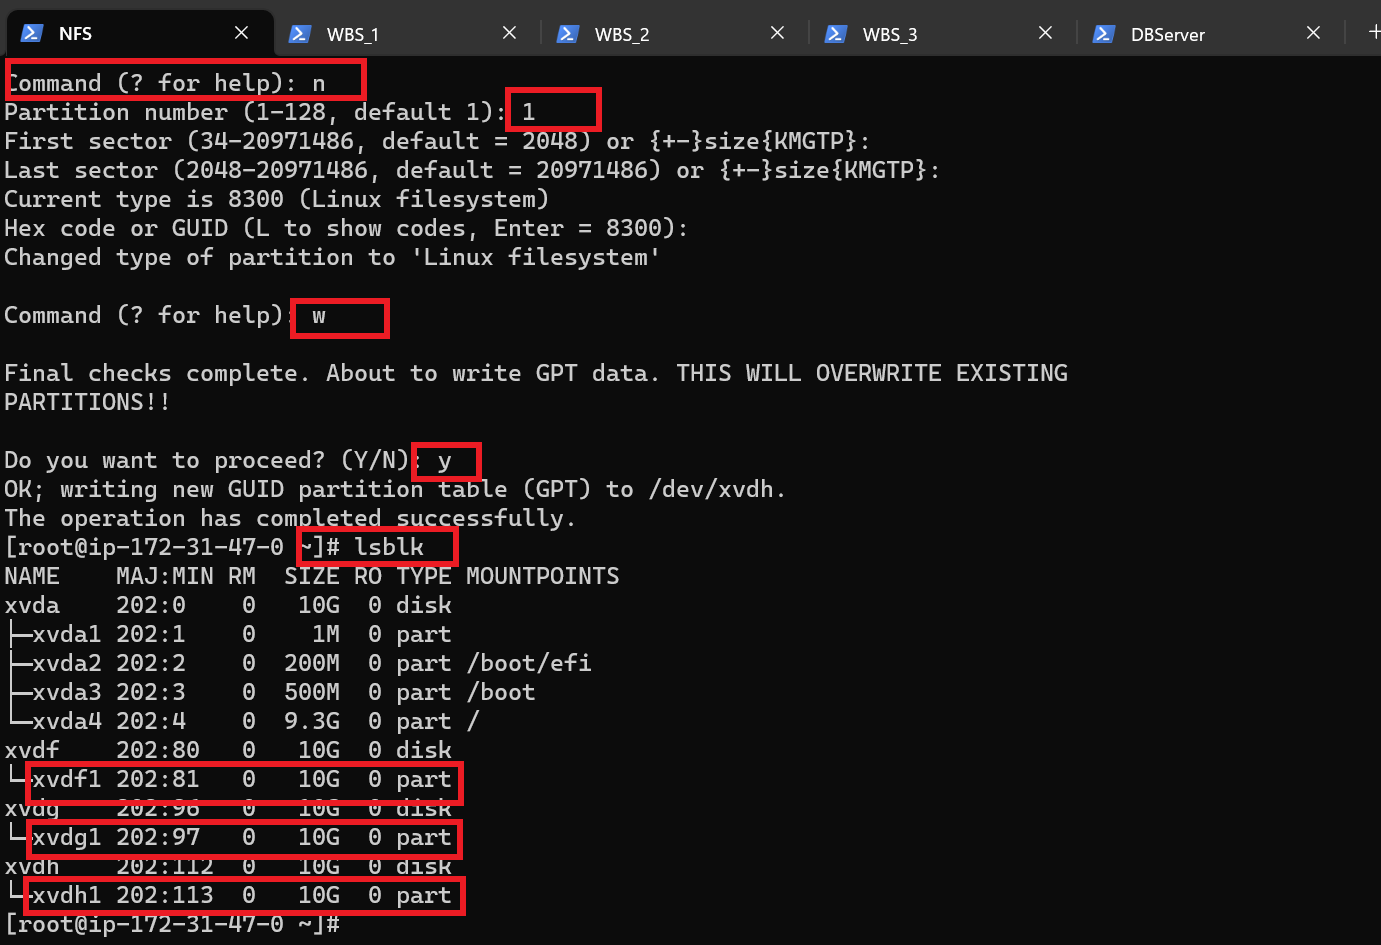 NFS WBS_1 WBS_2 WBS_3 DBServer
Command (? for help): n
Partition number (1-128, default 1): 1
First sector (34-20971486, default = 2048) or {+-}size{KMGTP}:
Last sector (2048-20971486, default = 20971486) or {+-}size{KMGTP}:
Current type is 8300 (Linux filesystem)
Hex code or GUID (L to show codes, Enter = 8300):
Changed type of partition to 'Linux filesystem'
Command (? for help): w
Final checks complete. About to write GPT data. THIS WILL OVERWRITE EXISTING
PARTITIONS!!
Do you want to proceed? (Y/N): y
OK; writing new GUID partition table (GPT) to /dev/xvdh.
The operation has completed successfully.
[root@ip-172-31-47-0 ~]# lsblk
NAME    MAJ:MIN RM  SIZE RO TYPE MOUNTPOINTS
xvda    202:0    0   10G  0 disk
├─xvda1 202:1    0    1M  0 part
├─xvda2 202:2    0  200M  0 part /boot/efi
├─xvda3 202:3    0  500M  0 part /boot
└─xvda4 202:4    0  9.3G  0 part /
xvdf    202:80   0   10G  0 disk
└─xvdf1 202:81   0   10G  0 part
xvdg    202:96   0   10G  0 disk
└─xvdg1 202:97   0   10G  0 part
xvdh    202:112  0   10G  0 disk
└─xvdh1 202:113  0   10G  0 part
[root@ip-172-31-47-0 ~]#